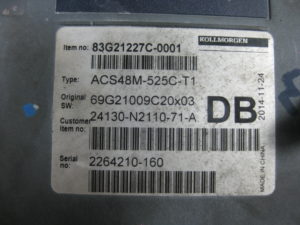 KOLLMORGEN
Item no: 83G21227C-0001
Type: ACS48M-525C-T1
Original SW: 69G21009C20x03
Customer item no: 24130-N2110-71-A
DB
2014-11-24
Serial no: 2264210-160
MADE IN CHINA